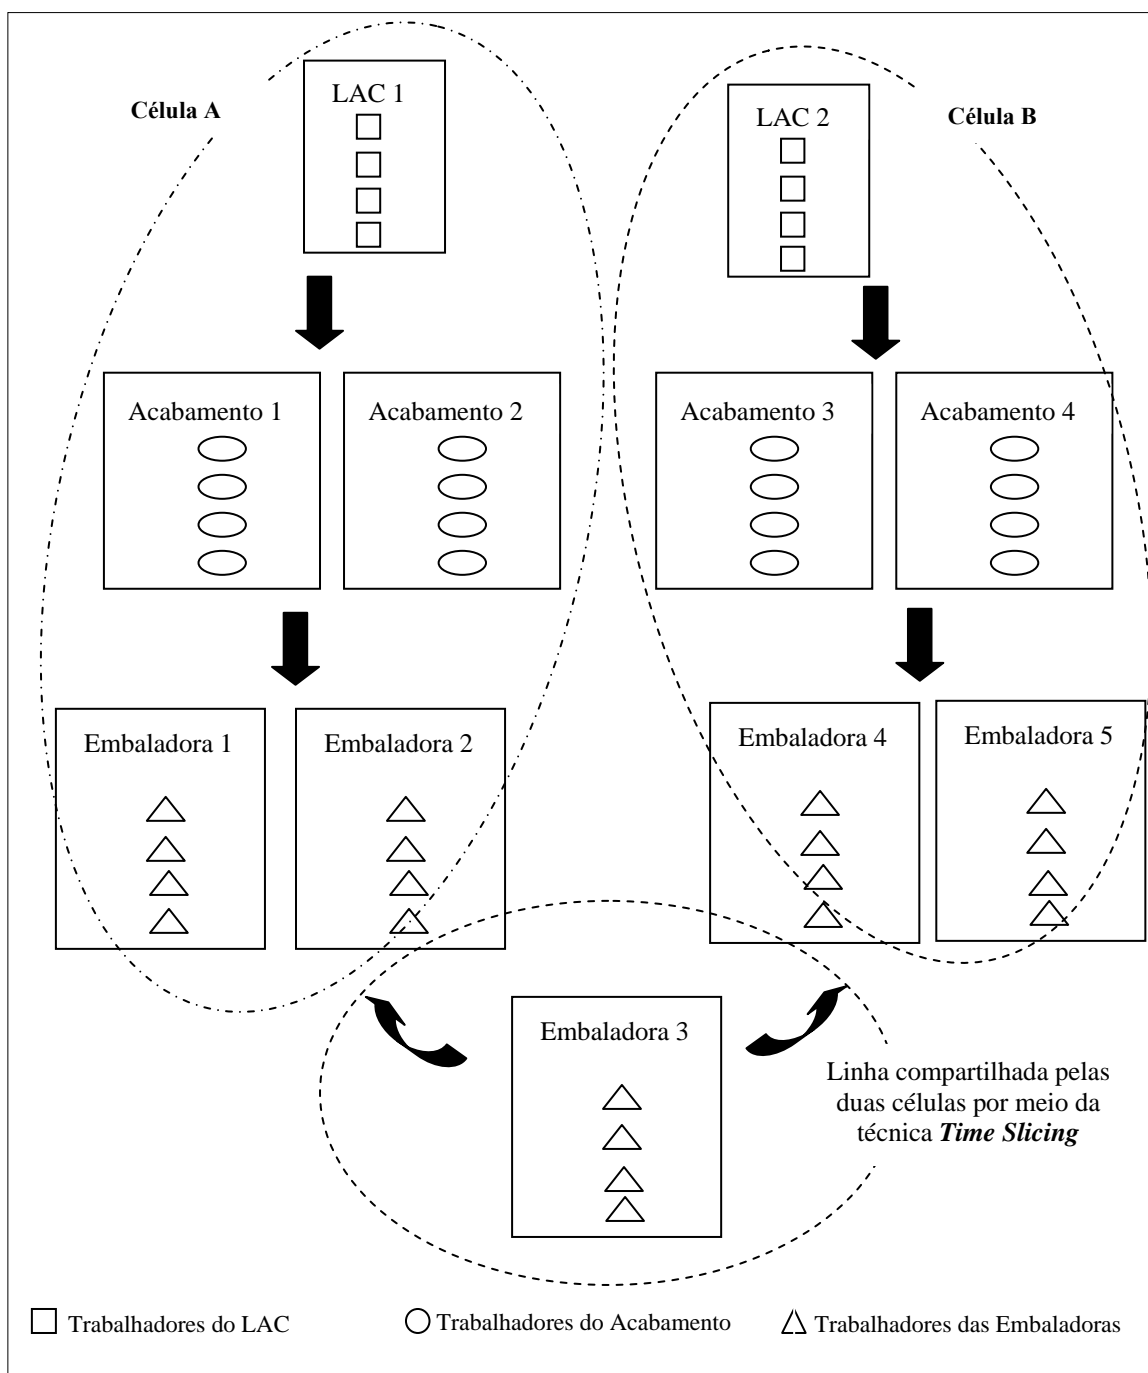 Célula A
LAC 1
LAC 2
Célula B
Acabamento 1
Acabamento 2
Acabamento 3
Acabamento 4
Embaladora 1
Embaladora 2
Embaladora 4
Embaladora 5
Embaladora 3
Linha compartilhada pelas
duas células por meio da
técnica Time Slicing
Trabalhadores do LAC
Trabalhadores do Acabamento
Trabalhadores das Embaladoras